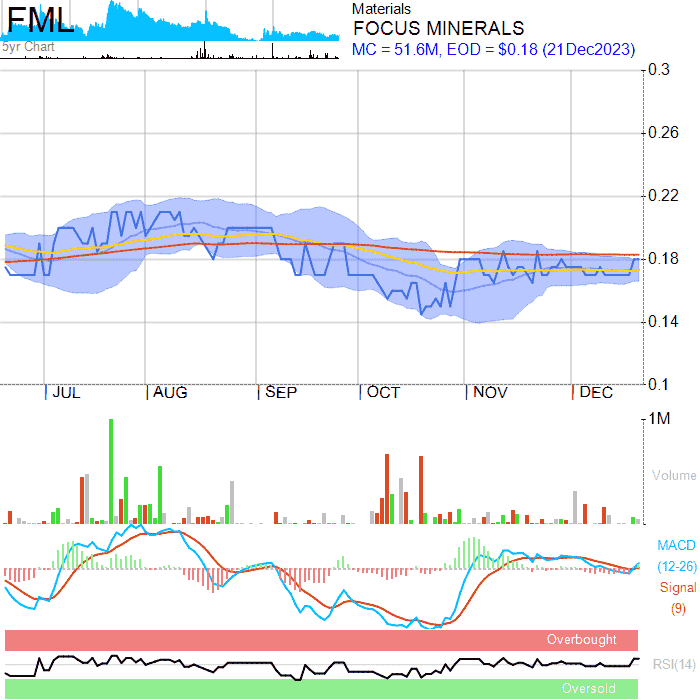 FML
5yr Chart
Materials
FOCUS MINERALS
MC = 51.6M, EOD = $0.18 (21Dec2023)
0.3
0.26
0.22
0.18
0.14
0.1
JUL AUG SEP OCT NOV DEC
1M
Volume
MACD
(12-26)
Signal
(9)
Overbought
RSI(14)
Oversold